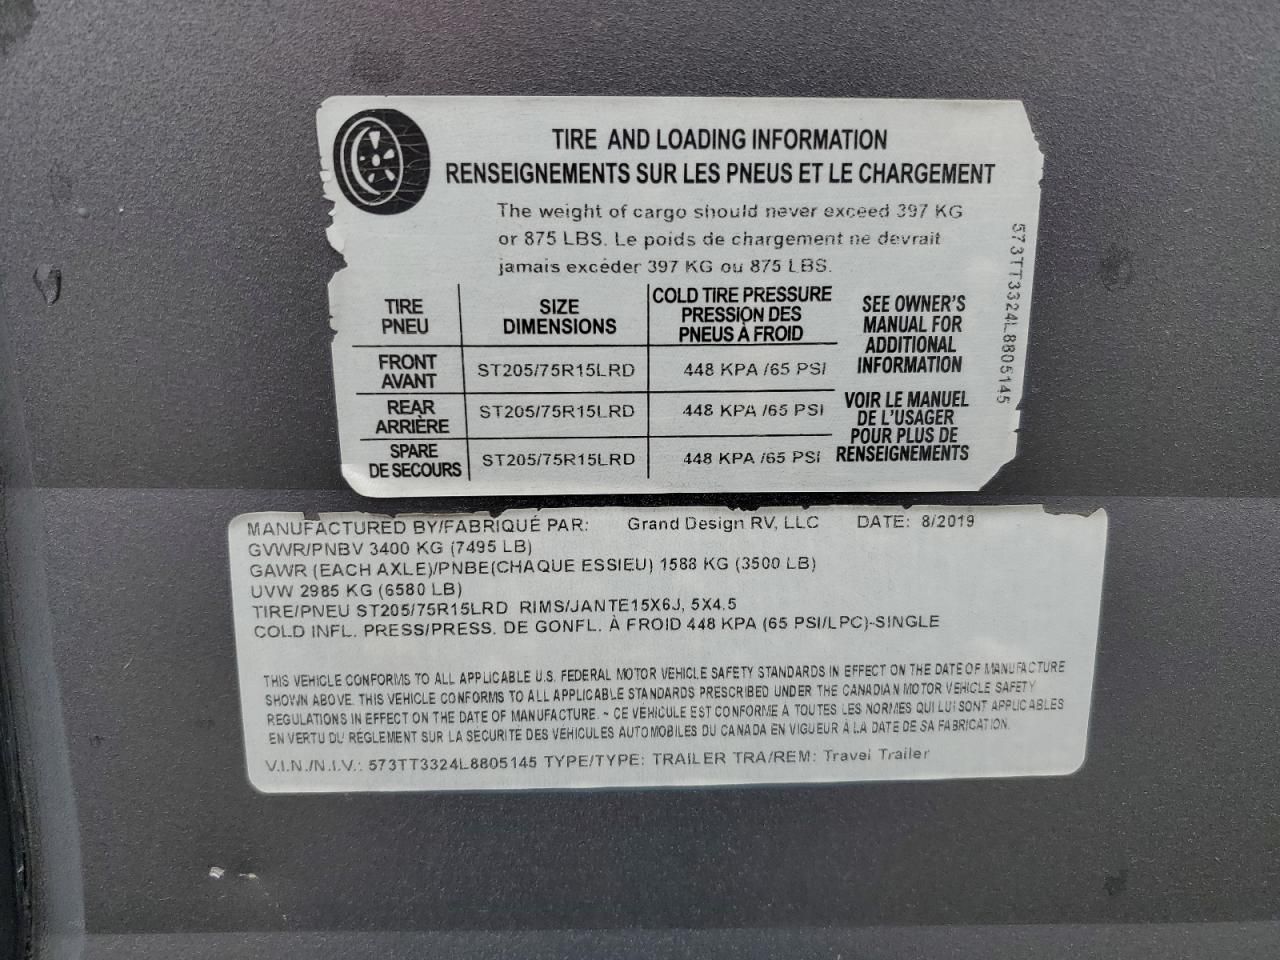 TIRE AND LOADING INFORMATION
RENSEIGNEMENTS SUR LES PNEUS ET LE CHARGEMENT
The weight of cargo should never exceed 397 KG
or 875 LBS. Le poids de chargement ne devrait
jamais excéder 397 KG ou 875 LBS.
TIRE
PNEU
SIZE
DIMENSIONS
COLD TIRE PRESSURE
PRESSION DES
PNEUS À FROID
FRONT
AVANT
ST205/75R15LRD
448 KPA /65 PSI
REAR
ARRIÈRE
ST205/75R15LRD
448 KPA /65 PSI
SPARE
DE SECOURS
ST205/75R15LRD
448 KPA /65 PSI
SEE OWNER'S
MANUAL FOR
ADDITIONAL
INFORMATION
VOIR LE MANUEL
DE L'USAGER
POUR PLUS DE
RENSEIGNEMENTS
573TT3324L8805145
MANUFACTURED BY/FABRIQUÉ PAR: Grand Design RV, LLC DATE: 8/2019
GVWR/PNBV 3400 KG (7495 LB)
GAWR (EACH AXLE)/PNBE(CHAQUE ESSIEU) 1588 KG (3500 LB)
UVW 2985 KG (6580 LB)
TIRE/PNEU ST205/75R15LRD RIMS/JANTE15X6J, 5X4.5
COLD INFL. PRESS/PRESS. DE GONFL. À FROID 448 KPA (65 PSI/LPC)-SINGLE
THIS VEHICLE CONFORMS TO ALL APPLICABLE U.S. FEDERAL MOTOR VEHICLE SAFETY STANDARDS IN EFFECT ON THE DATE OF MANUFACTURE
SHOWN ABOVE. THIS VEHICLE CONFORMS TO ALL APPLICABLE STANDARDS PRESCRIBED UNDER THE CANADIAN MOTOR VEHICLE SAFETY
REGULATIONS IN EFFECT ON THE DATE OF MANUFACTURE. - CE VÉHICULE EST CONFORME À TOUTES LES NORMES QUI LUI SONT APPLICABLES
EN VERTU DU RÈGLEMENT SUR LA SÉCURITÉ DES VÉHICULES AUTOMOBILES DU CANADA EN VIGUEUR À LA DATE DE SA FABRICATION.
V.I.N./N.I.V.: 573TT3324L8805145 TYPE/TYPE: TRAILER TRA/REM: Travel Trailer